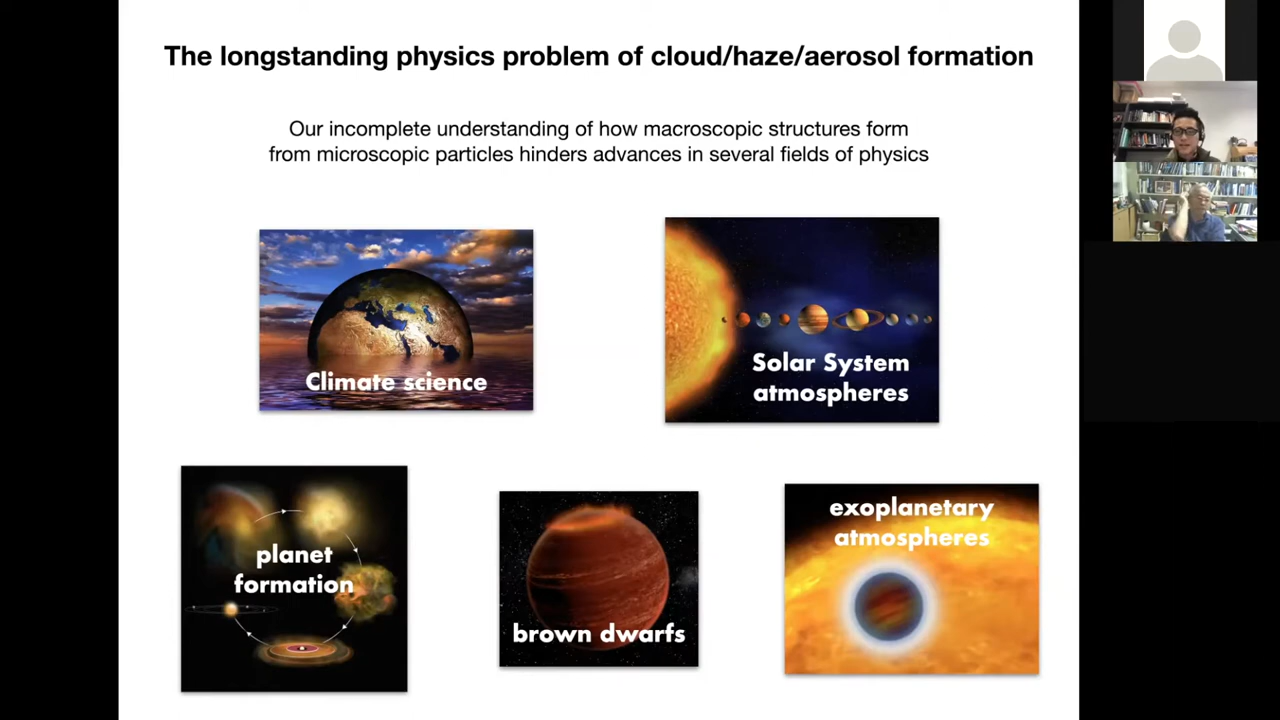 The longstanding physics problem of cloud/haze/aerosol formation
Our incomplete understanding of how macroscopic structures form
from microscopic particles hinders advances in several fields of physics
Climate science
Solar System
atmospheres
planet
formation
brown dwarfs
exoplanetary
atmospheres